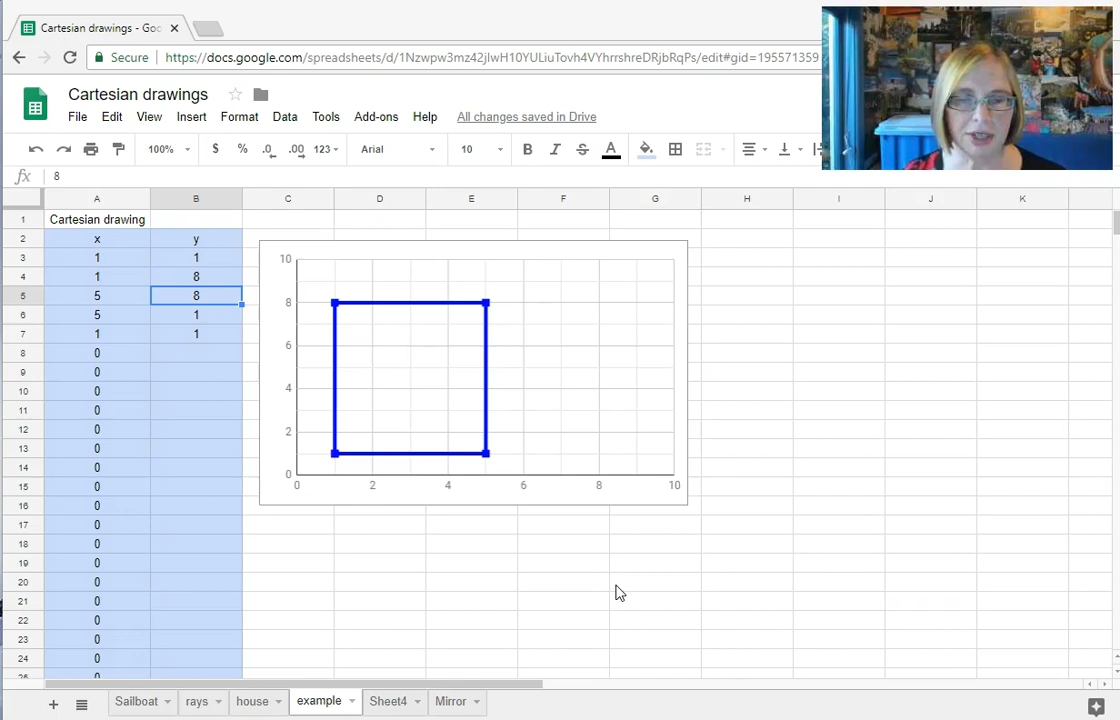 Cartesian drawings - Goo
Secure https://docs.google.com/spreadsheets/d/1Nzwpw3mz42jlwH10YULiuTovh4VYhrrshreDRjbRqPs/edit#gid=195571359
Cartesian drawings
File Edit View Insert Format Data Tools Add-ons Help All changes saved in Drive
100% $ % .0 .00 123 Arial 10 B I S A
fx 8
A B C D E F G H I J K
1 Cartesian drawing
2 x y
3 1 1
4 1 8
5 5 8
6 5 1
7 1 1
8 0
9 0
10 0
11 0
12 0
13 0
14 0
15 0
16 0
17 0
18 0
19 0
20 0
21 0
22 0
23 0
24 0
10
8
6
4
2
0
0 2 4 6 8 10
+ Sailboat rays house example Sheet4 Mirror